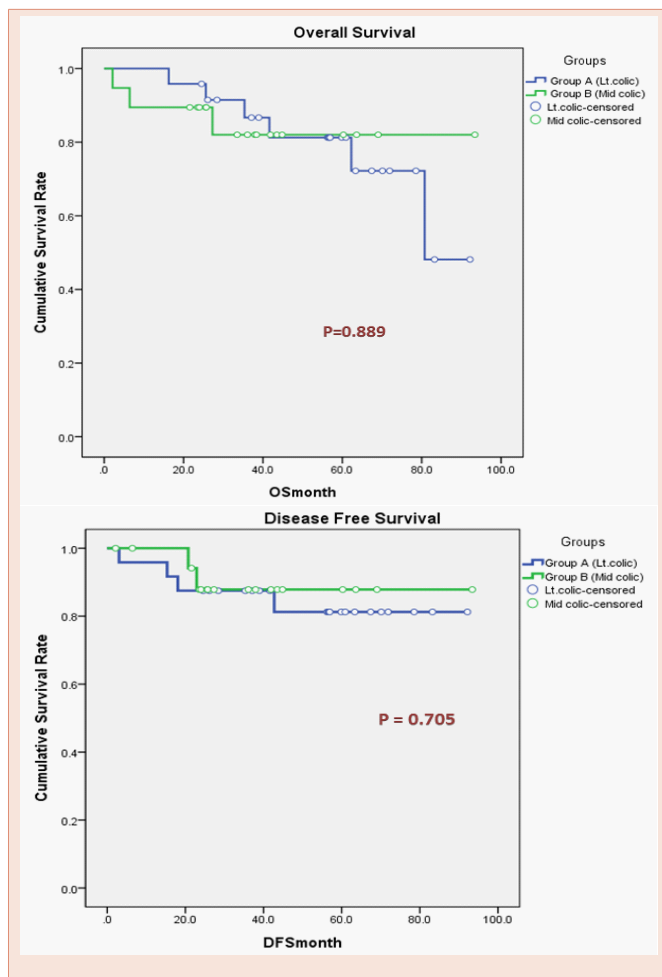 Overall Survival
Groups
Group A (Lt.colic)
Group B (Mid colic)
Lt.colic-censored
Mid colic-censored
Cumulative Survival Rate
1.0
0.8
0.6
0.4
0.2
0.0
P=0.889
.0 20.0 40.0 60.0 80.0 100.0
OSmonth
Disease Free Survival
Groups
Group A (Lt.colic)
Group B (Mid colic)
Lt.colic-censored
Mid colic-censored
Cumulative Survival Rate
1.0
0.8
0.6
0.4
0.2
0.0
P = 0.705
.0 20.0 40.0 60.0 80.0 100.0
DFSmonth